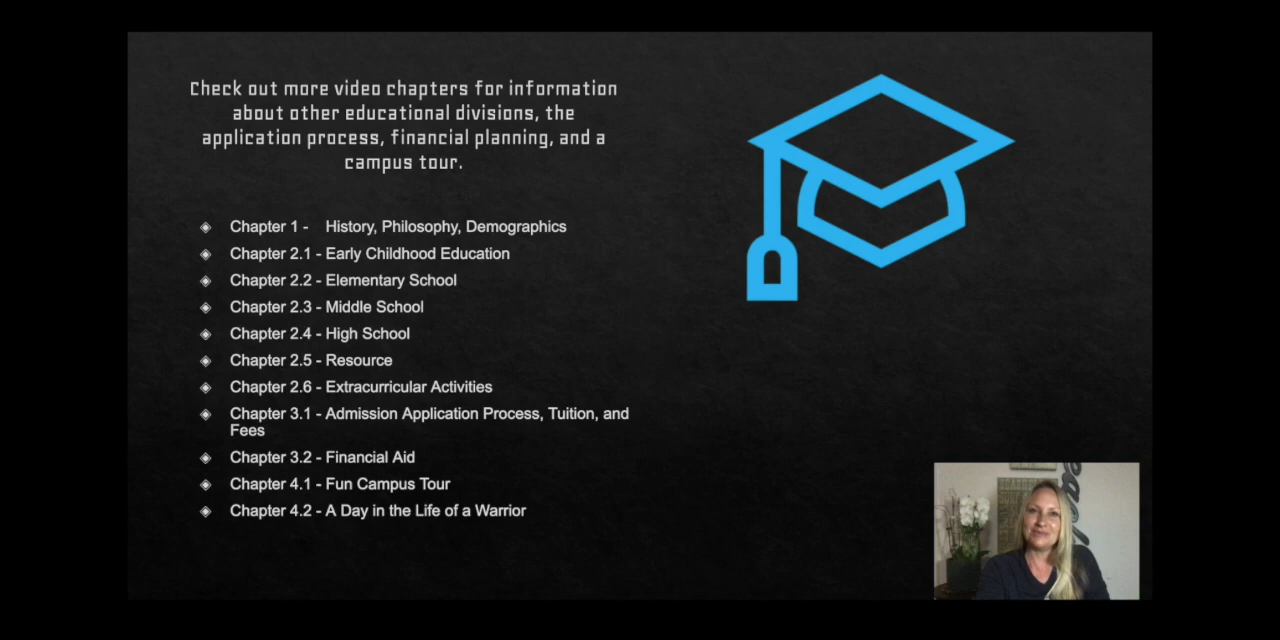 Check out more video chapters for information
about other educational divisions, the
application process, financial planning, and a
campus tour.
◈ Chapter 1 - History, Philosophy, Demographics
◈ Chapter 2.1 - Early Childhood Education
◈ Chapter 2.2 - Elementary School
◈ Chapter 2.3 - Middle School
◈ Chapter 2.4 - High School
◈ Chapter 2.5 - Resource
◈ Chapter 2.6 - Extracurricular Activities
◈ Chapter 3.1 - Admission Application Process, Tuition, and
Fees
◈ Chapter 3.2 - Financial Aid
◈ Chapter 4.1 - Fun Campus Tour
◈ Chapter 4.2 - A Day in the Life of a Warrior